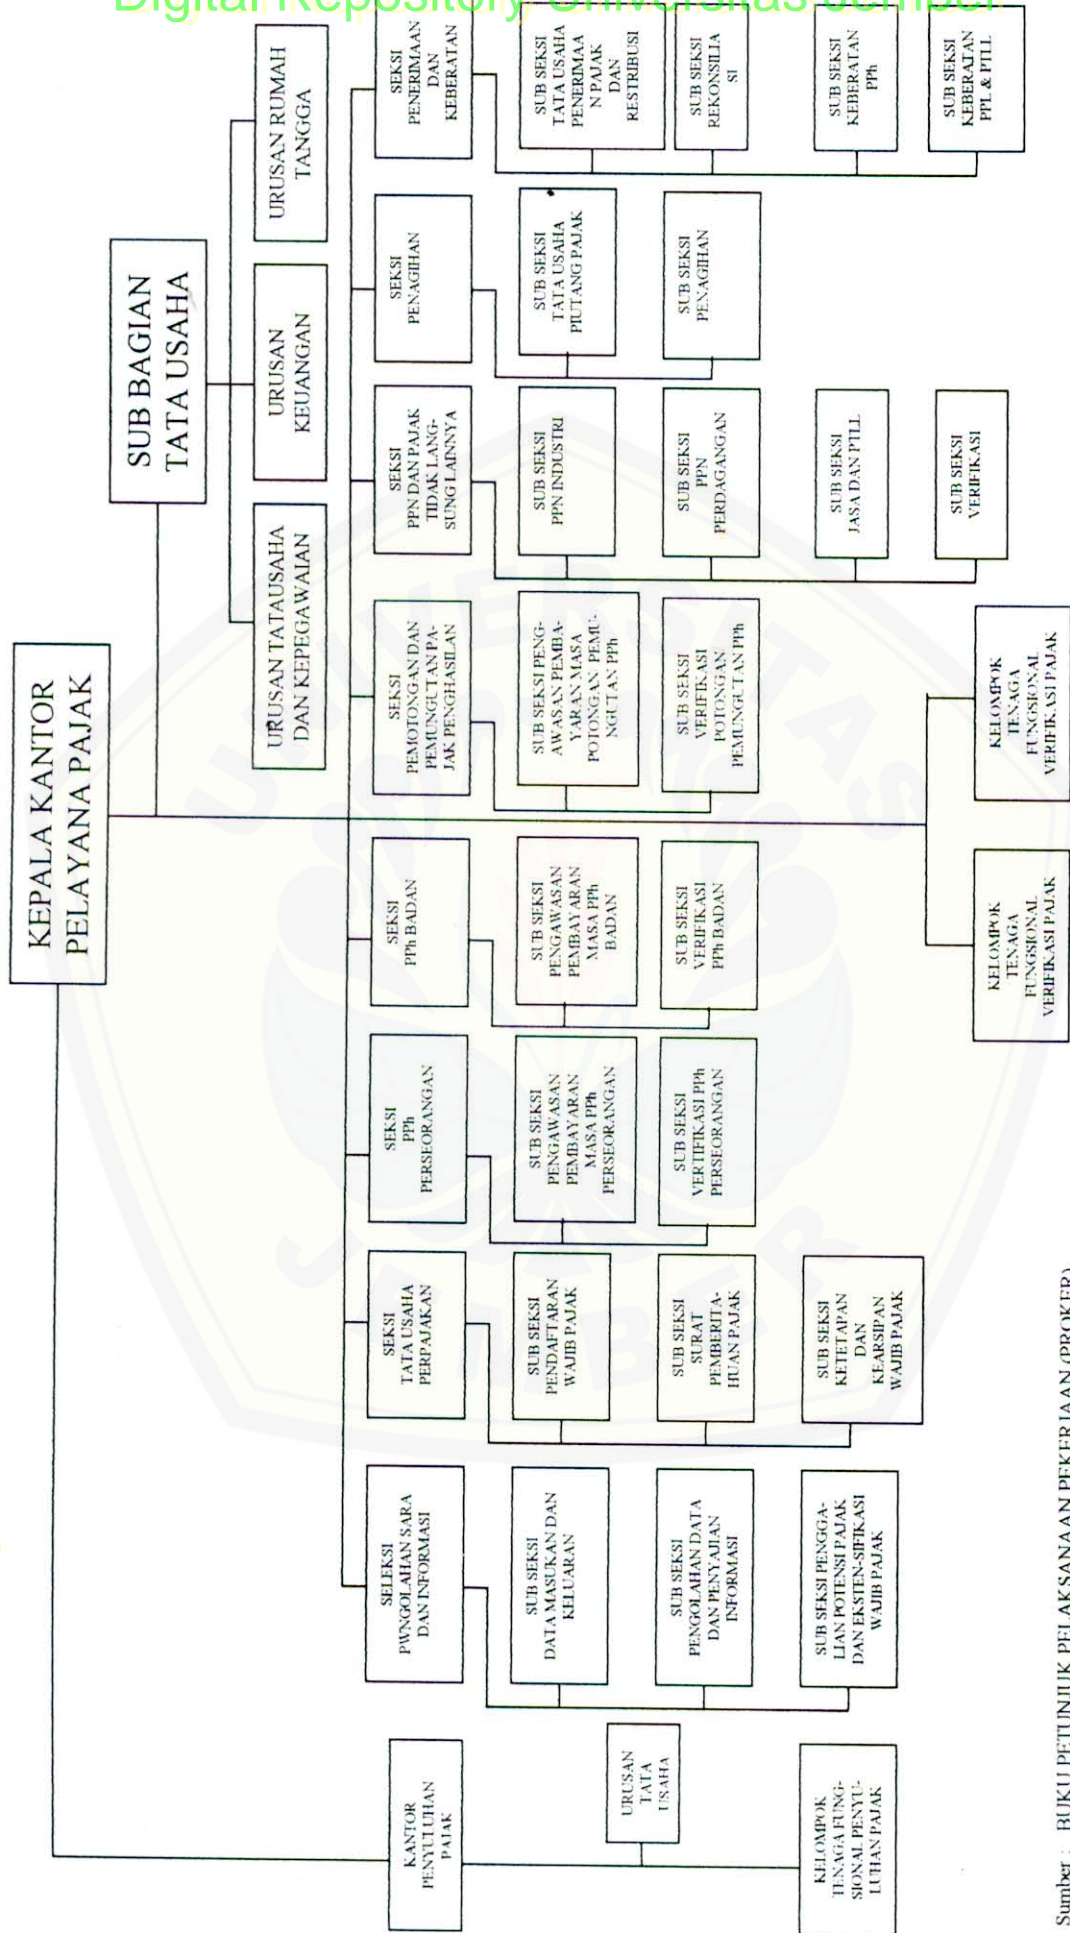 Digital Repository Universitas Jember
KEPALA KANTOR
PELAYANA PAJAK
SUB BAGIAN
TATA USAHA
URUSAN TATAUSAHA
DAN KEPEGAWAIAN
URUSAN
KEUANGAN
URUSAN RUMAH
TANGGA
SELEKSI
PWNGOLAHAN SARA
DAN INFORMASI
SEKSI
TATA USAHA
PERPAJAKAN
SEKSI
PPh
PERSEORANGAN
SEKSI
PPh BADAN
SEKSI
PEMOTONGAN DAN
PEMUNGUTAN PA-
JAK PENGHASILAN
SEKSI
PPN DAN PAJAK
TIDAK LANG-
SUNG LAINNYA
SEKSI
PENAGIHAN
SEKSI
PENERIMAAN
DAN
KEBERATAN
KANTOR
PENYULUHAN
PAJAK
SUB SEKSI
DATA MASUKAN DAN
KELUARAN
SUB SEKSI
PENDAFTARAN
WAJIB PAJAK
SUB SEKSI
PENGAWASAN
PEMBAYARAN
MASA PPh
PERSEORANGAN
SUB SEKSI
PENGAWASAN
PEMBAYARAN
MASA PPh
BADAN
SUB SEKSI PENG-
AWASAN PEMBA-
YARAN MASA
POTONGAN PEMU-
NGUTAN PPh
SUB SEKSI
PPN INDUSTRI
SUB SEKSI
TATA USAHA
PIUTANG PAJAK
SUB SEKSI
TATA USAHA
PENERIMAA
N PAJAK
DAN
RESTRIBUSI
URUSAN
TATA
USAHA
SUB SEKSI
PENGOLAHAN DATA
DAN PENYAJIAN
INFORMASI
SUB SEKSI
SURAT
PEMBERITA-
HUAN PAJAK
SUB SEKSI
VERTIFIKASI PPh
PERSEORANGAN
SUB SEKSI
VERIFIKASI
PPh BADAN
SUB SEKSI
VERIFIKASI
POTONGAN
PEMUNGUTAN PPh
SUB SEKSI
PPN
PERDAGANGAN
SUB SEKSI
PENAGIHAN
SUB SEKSI
REKONSILIA
SI
KELOMPOK
TENAGA FUNG-
SIONAL PENYU-
LUHAN PAJAK
SUB SEKSI PENGGA-
LIAN POTENSI PAJAK
DAN EKSTEN-SIFIKASI
WAJIB PAJAK
SUB SEKSI
KETETAPAN
DAN
KEARSIPAN
WAJIB PAJAK
SUB SEKSI
JASA DAN PTLL
SUB SEKSI
KEBERATAN
PPh
SUB SEKSI
VERIFIKASI
SUB SEKSI
KEBERATAN
PPL & PTLL
KELOMPOK
TENAGA
FUNGSIONAL
VERIFIKASI PAJAK
KELOMPOK
TENAGA
FUNGSIONAL
VERIFIKASI PAJAK
Sumber : BUKU PETUNJUK PELAKSANAAN PEKERJAAN (PROKER)
UNIVERSITAS
JEMBER